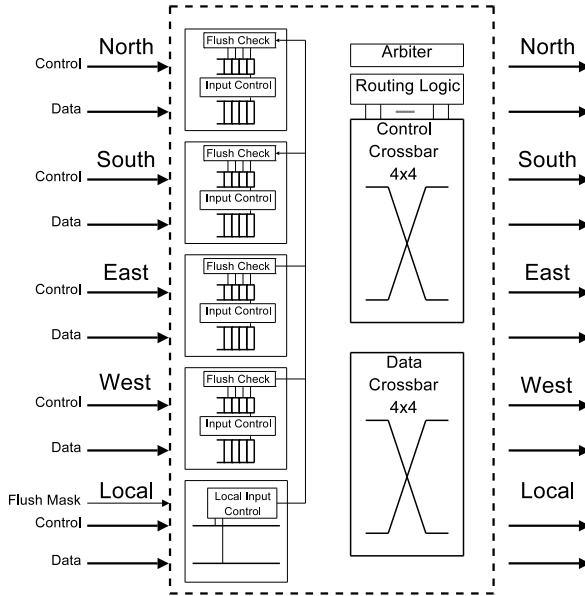 North
Control
Data
Flush Check
Input Control
South
Control
Data
Flush Check
Input Control
East
Control
Data
Flush Check
Input Control
West
Control
Data
Flush Check
Input Control
Local
Flush Mask
Control
Data
Local Input
Control
Arbiter
Routing Logic
Control
Crossbar
4x4
Data
Crossbar
4x4
North
South
East
West
Local